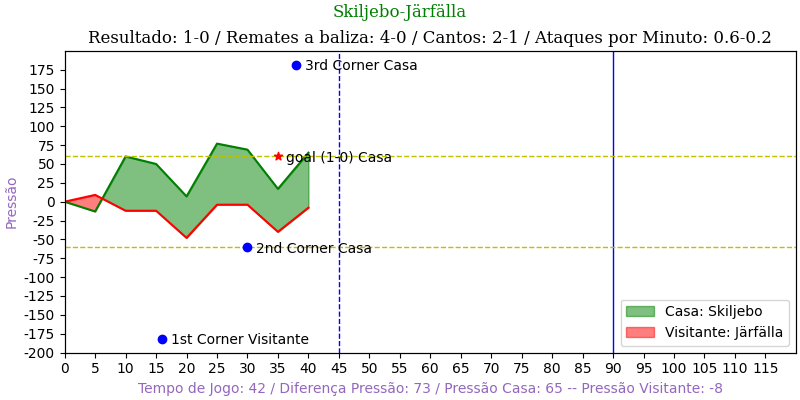 Skiljebo-Järfälla
Resultado: 1-0 / Remates a baliza: 4-0 / Cantos: 2-1 / Ataques por Minuto: 0.6-0.2
Pressão
175
150
125
100
75
50
25
0
-25
-50
-75
-100
-125
-150
-175
-200
3rd Corner Casa
goal (1-0) Casa
2nd Corner Casa
1st Corner Visitante
Casa: Skiljebo
Visitante: Järfälla
0 5 10 15 20 25 30 35 40 45 50 55 60 65 70 75 80 85 90 95 100 105 110 115
Tempo de Jogo: 42 / Diferença Pressão: 73 / Pressão Casa: 65 -- Pressão Visitante: -8